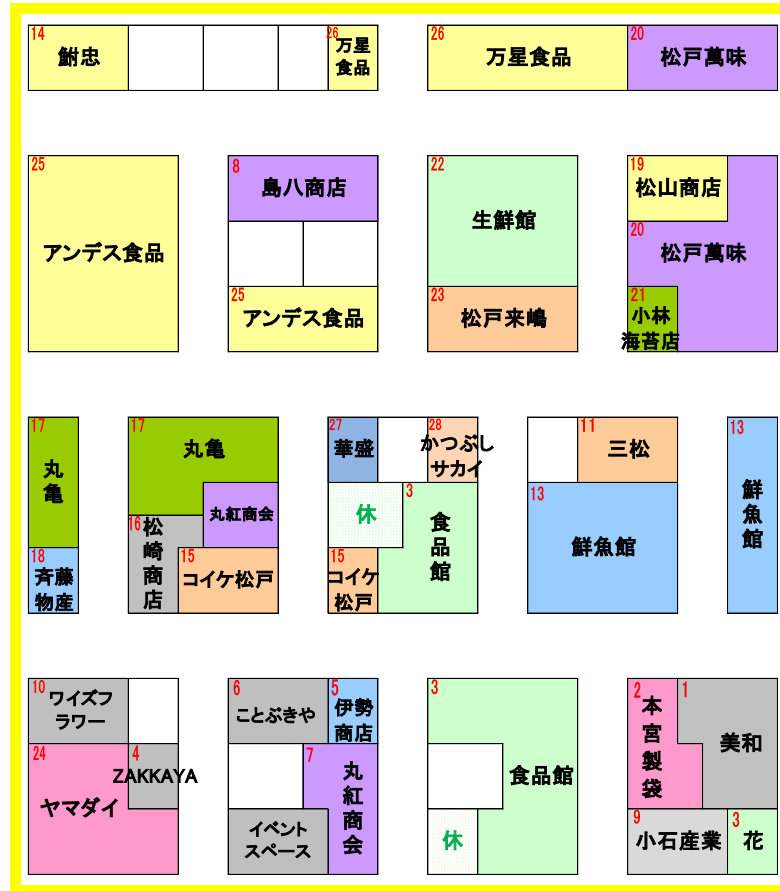 14
鮒忠
26
万星
食品
26
万星食品
20
松戸萬味
25
アンデス食品
8
島八商店
25
アンデス食品
22
生鮮館
23
松戸来嶋
19
松山商店
20
松戸萬味
21
小林
海苔店
17
丸
亀
18
斉藤
物産
17
丸亀
丸紅商会
16
松
崎
商
店
15
コイケ松戸
27
華盛
28
かつぶし
サカイ
休
3
食
品
館
15
コイケ
松戸
11
三松
13
鮮魚館
13
鮮
魚
館
10
ワイズフ
ラワー
24
ヤマダイ
4
ZAKKAYA
6
ことぶきや
5
伊勢
商店
7
丸
紅
商
会
イベント
スペース
3
食品館
休
2
本
宮
製
袋
1
美和
9
小石産業
3
花